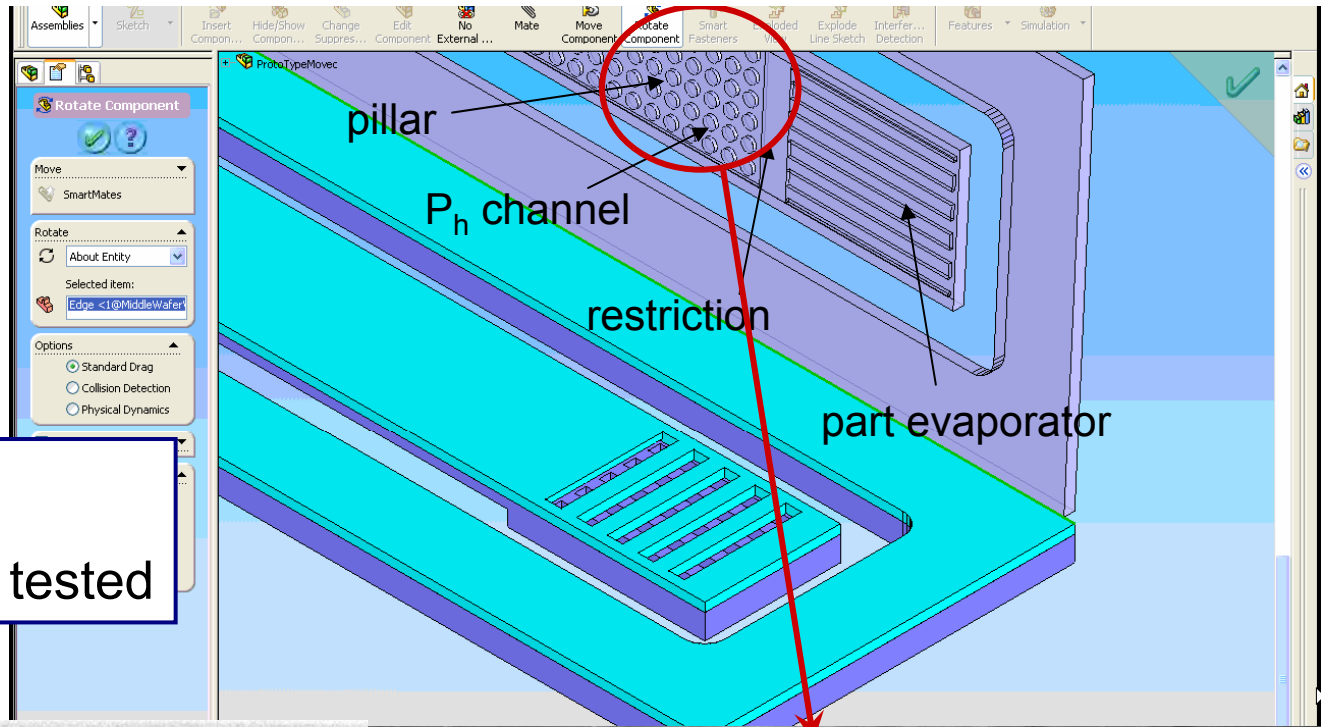 Assemblies
Sketch
Insert Compon...
Hide/Show Compon...
Change Suppres...
Edit Component
No External ...
Mate
Move Component
Rotate Component
Smart Fasteners
Exploded View
Explode Line Sketch
Interfer... Detection
Features
Simulation
ProtoTypeMovec
Rotate Component
Move
SmartMates
Rotate
About Entity
Selected item:
Edge <1@MiddleWafer
Options
Standard Drag
Collision Detection
Physical Dynamics
pillar
Ph channel
restriction
part evaporator
tested